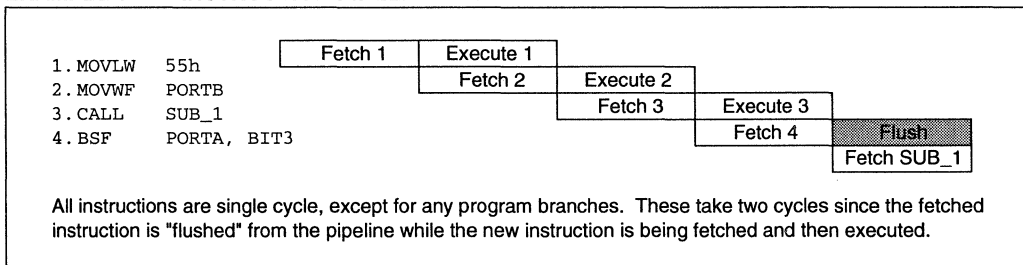 Fetch 1 Execute 1
1. MOVLW 55h
Fetch 2 Execute 2
2. MOVWF PORTB
Fetch 3 Execute 3
3. CALL SUB_1
Fetch 4 Flush
4. BSF PORTA, BIT3
Fetch SUB_1
All instructions are single cycle, except for any program branches. These take two cycles since the fetched
instruction is "flushed" from the pipeline while the new instruction is being fetched and then executed.